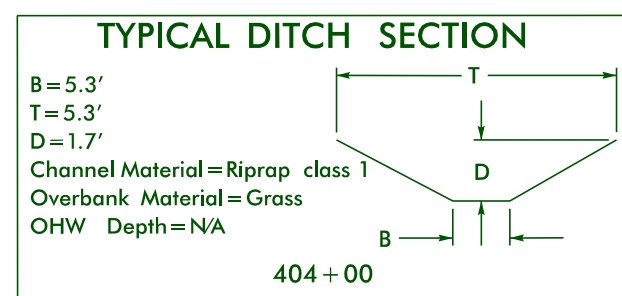 TYPICAL DITCH SECTION
B=5.3'
T=5.3'
D=1.7'
Channel Material=Riprap class 1
Overbank Material=Grass
OHW Depth=N/A
T
D
B
404+00